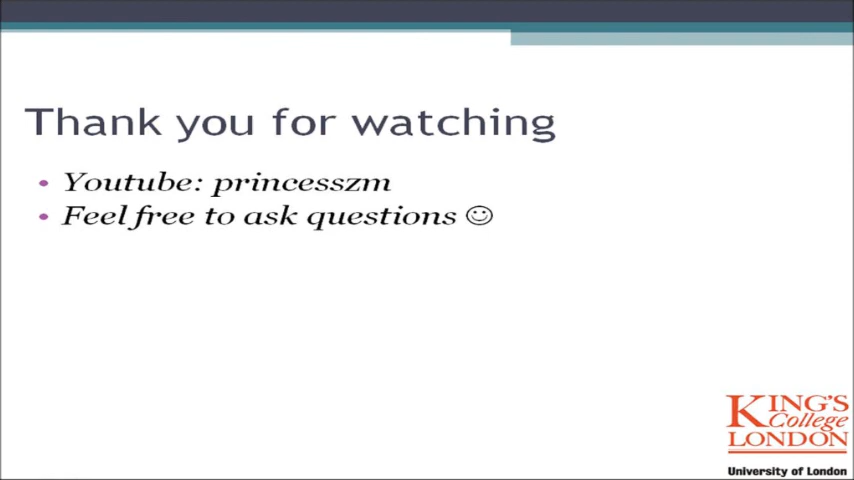 Thank you for watching
• Youtube: princesszm
• Feel free to ask questions ☺
KING'S
College
LONDON
University of London